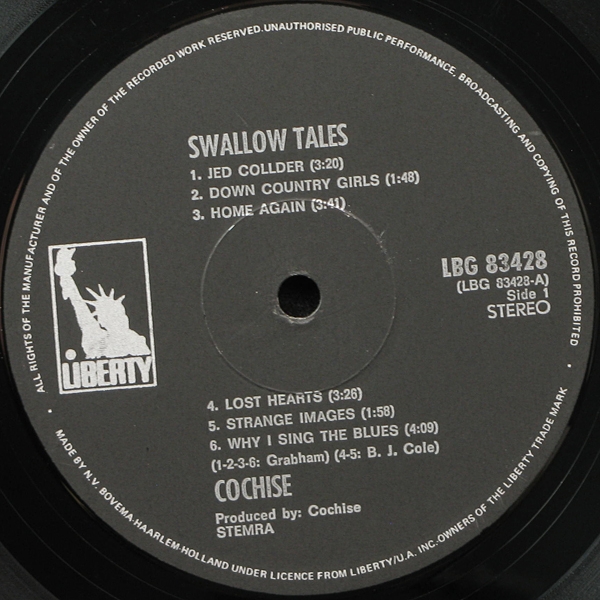 ALL RIGHTS OF THE MANUFACTURER AND OF THE OWNER OF THE RECORDED WORK RESERVED.UNAUTHORISED PUBLIC PERFORMANCE, BROADCASTING AND COPYING OF THIS RECORD PROHIBITED
SWALLOW TALES
1. JED COLLDER (3:20)
2. DOWN COUNTRY GIRLS (1:48)
3. HOME AGAIN (3:41)
LIBERTY
LBG 83428
(LBG 83428-A)
Side 1
STEREO
4. LOST HEARTS (3:26)
5. STRANGE IMAGES (1:58)
6. WHY I SING THE BLUES (4:09)
(1-2-3-6: Grabham) (4-5: B. J. Cole)
COCHISE
Produced by: Cochise
STEMRA
MADE BY N.V. BOVEMA-HAARLEM-HOLLAND UNDER LICENCE FROM LIBERTY/U.A. INC.-OWNERS OF THE LIBERTY TRADE MARK